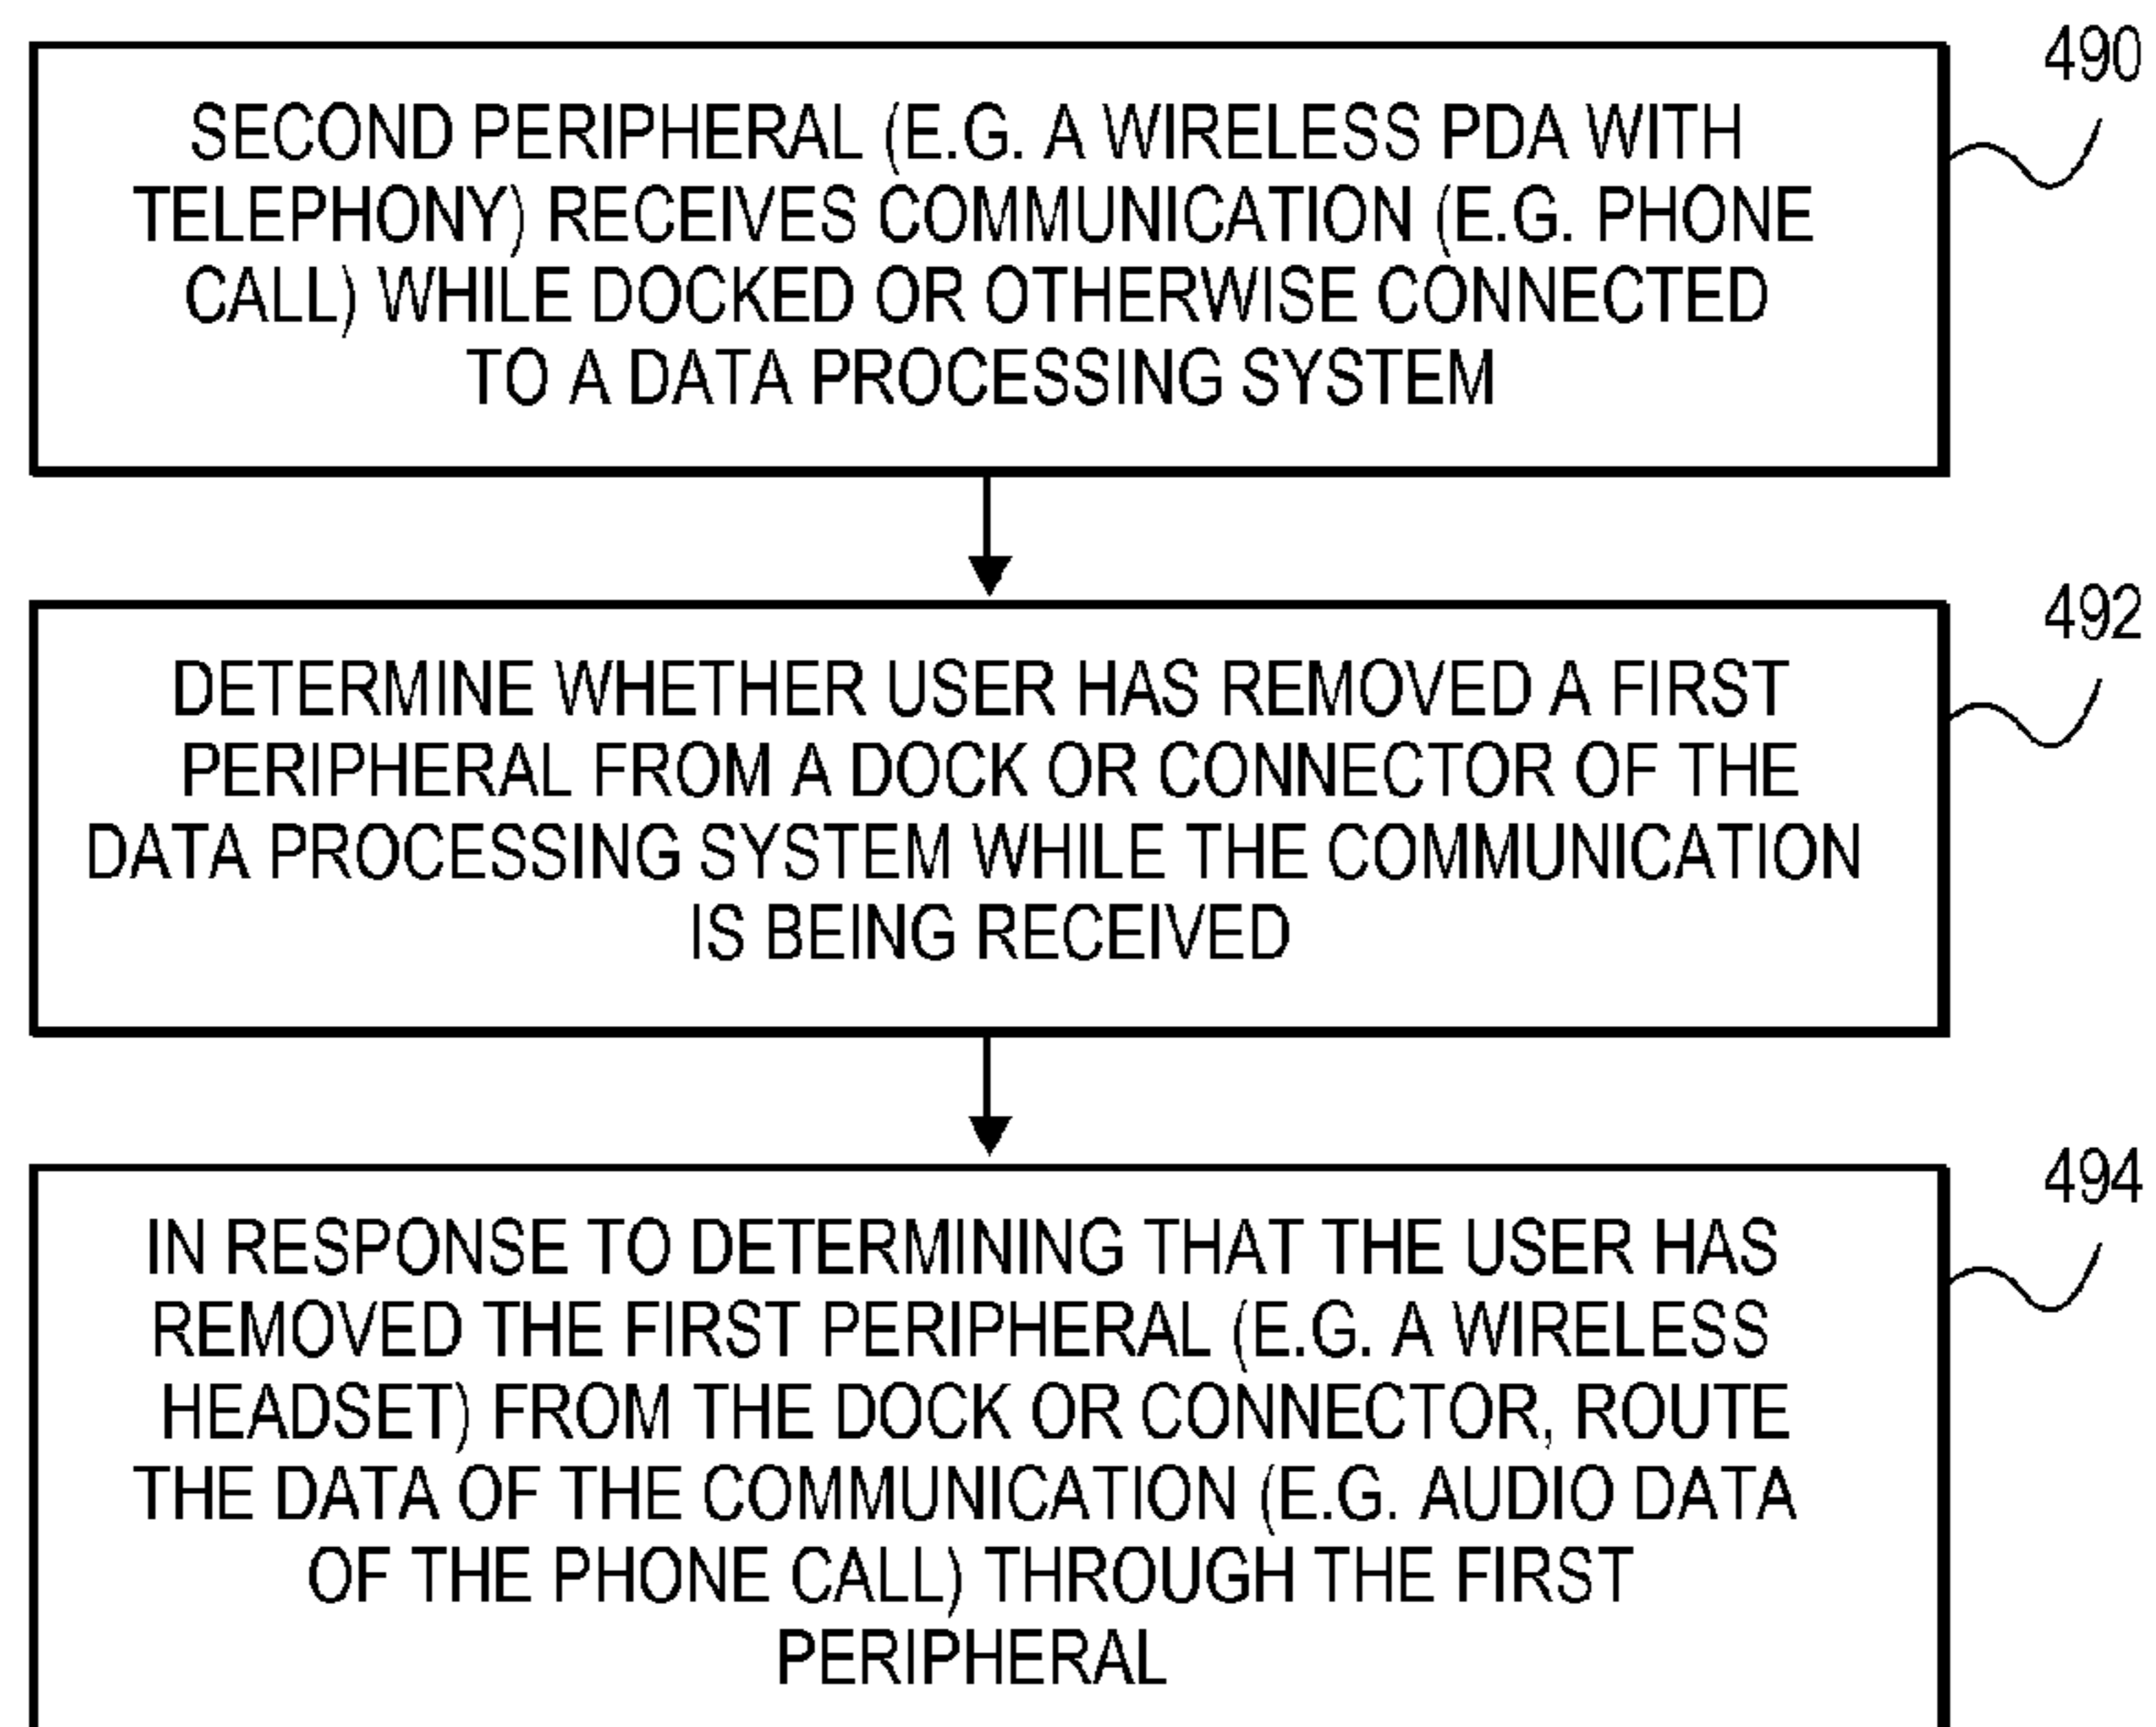 490
SECOND PERIPHERAL (E.G. A WIRELESS PDA WITH
TELEPHONY) RECEIVES COMMUNICATION (E.G. PHONE
CALL) WHILE DOCKED OR OTHERWISE CONNECTED
TO A DATA PROCESSING SYSTEM
492
DETERMINE WHETHER USER HAS REMOVED A FIRST
PERIPHERAL FROM A DOCK OR CONNECTOR OF THE
DATA PROCESSING SYSTEM WHILE THE COMMUNICATION
IS BEING RECEIVED
494
IN RESPONSE TO DETERMINING THAT THE USER HAS
REMOVED THE FIRST PERIPHERAL (E.G. A WIRELESS
HEADSET) FROM THE DOCK OR CONNECTOR, ROUTE
THE DATA OF THE COMMUNICATION (E.G. AUDIO DATA
OF THE PHONE CALL) THROUGH THE FIRST
PERIPHERAL